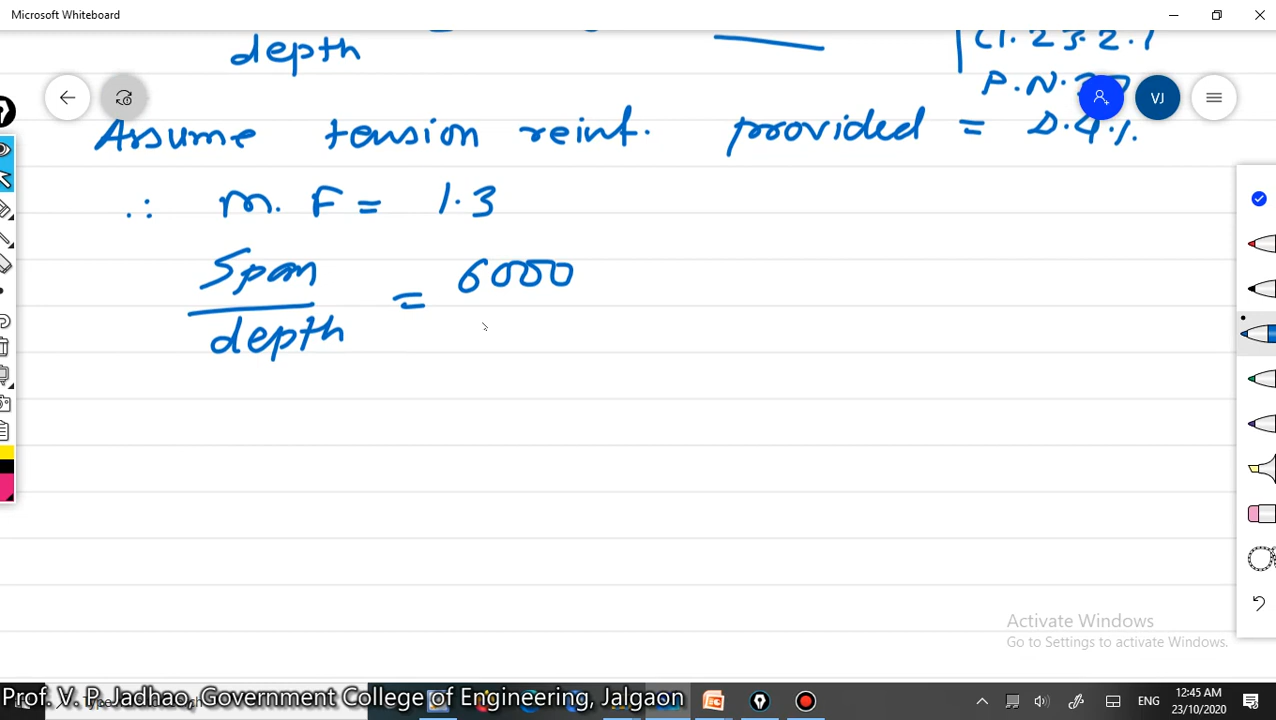 Microsoft Whiteboard
depth
Cl. 23.2.1
P.N.
VJ
Assume tension reinf. provided = 0.4%.
∴ M. F = 1.3
Span
depth
= 6000
Activate Windows
Go to Settings to activate Windows.
Prof. V. P.Jadhao, Government College of Engineering, Jalgaon
ENG
12:45 AM
23/10/2020